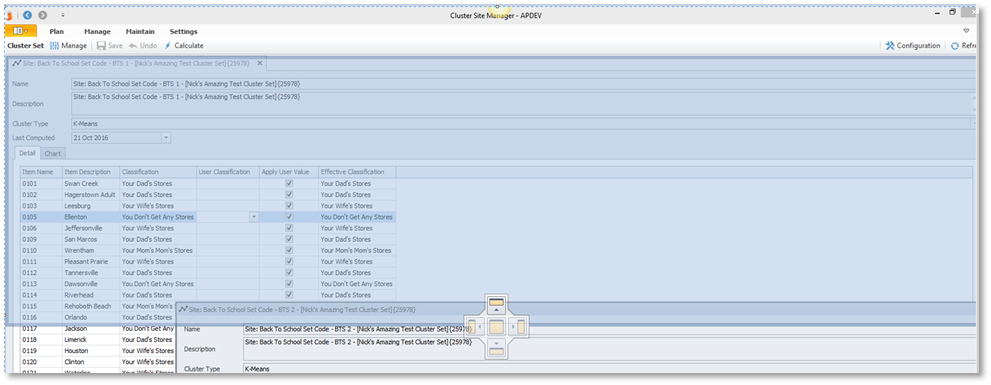 Cluster Site Manager - APDEV
Plan Manage Maintain Settings
Cluster Set Manage Save Undo Calculate Configuration Refre
Site: Back To School Set Code - BTS 1 - [Nick's Amazing Test Cluster Set]{25978}
Name Site: Back To School Set Code - BTS 1 - [Nick's Amazing Test Cluster Set]{25978}
Description Site: Back To School Set Code - BTS 1 - [Nick's Amazing Test Cluster Set]{25978}
Cluster Type K-Means
Last Computed 21 Oct 2016
Detail Chart
Item Name Item Description Classification User Classification Apply User Value Effective Classification
0101 Swan Creek Your Dad's Stores Your Dad's Stores
0102 Hagerstown Adult Your Dad's Stores Your Dad's Stores
0103 Leesburg Your Wife's Stores Your Wife's Stores
0105 Ellenton You Don't Get Any Stores You Don't Get Any Stores
0106 Jeffersonville Your Wife's Stores Your Wife's Stores
0109 San Marcos Your Dad's Stores Your Dad's Stores
0110 Wrentham Your Mom's Mom's Stores Your Mom's Mom's Stores
0111 Pleasant Prairie Your Wife's Stores Your Wife's Stores
0112 Tannersville Your Dad's Stores Your Dad's Stores
0113 Dawsonville You Don't Get Any Stores You Don't Get Any Stores
0114 Riverhead Your Dad's Stores Your Dad's Stores
0115 Rehoboth Beach Your Mom's Mom's S
0116 Orlando Your Dad's Stores
0117 Jackson You Don't Get Any
0118 Limerick Your Dad's Stores
0119 Houston Your Wife's Stores
0120 Clinton Your Wife's Stores
0121
Site: Back To School Set Code - BTS 2 - [Nick's Amazing Test Cluster Set]{25978}
Name Site: Back To School Set Code - BTS 2 - [Nick's Amazing Test Cluster Set]{25978}
Description Site: Back To School Set Code - BTS 2 - [Nick's Amazing Test Cluster Set]{25978}
Cluster Type K-Means